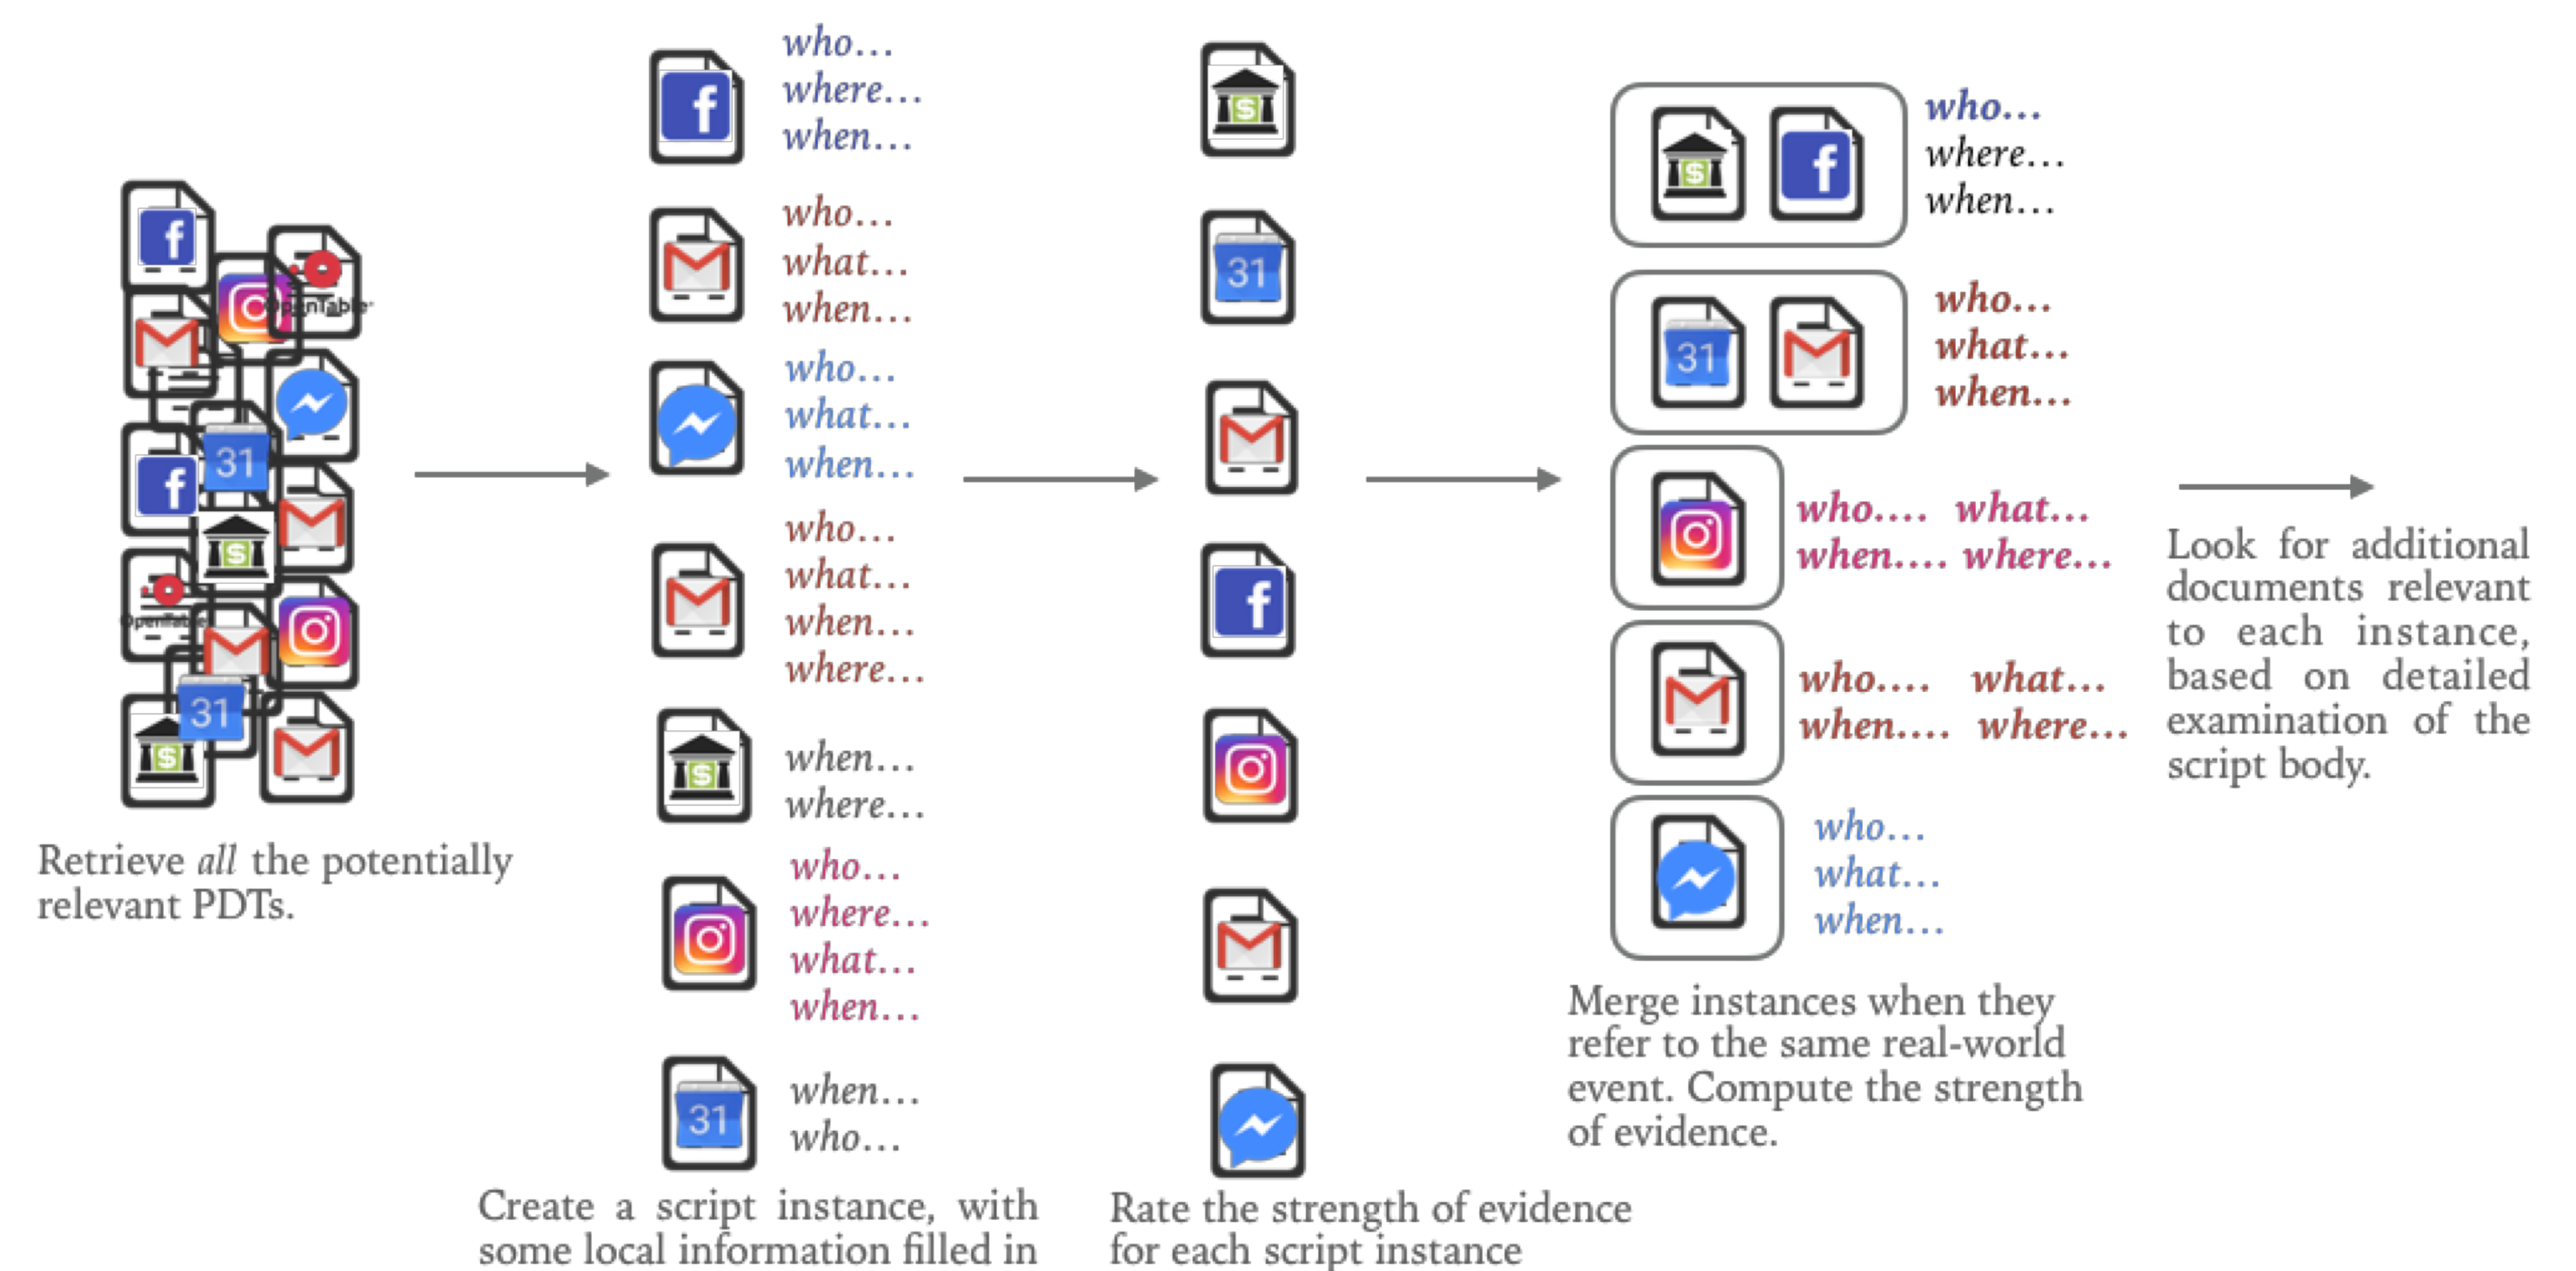 OpenTable
31
OpenTable
31
Retrieve all the potentially
relevant PDTs.
who...
where...
when...
who...
what...
when...
who...
what...
when...
who...
what...
when...
where...
when...
where...
who...
where...
what...
when...
31
when...
who...
Create a script instance, with
some local information filled in
31
Rate the strength of evidence
for each script instance
who...
where...
when...
31
who...
what...
when...
who.... what...
when.... where...
who.... what...
when.... where...
who...
what...
when...
Merge instances when they
refer to the same real-world
event. Compute the strength
of evidence.
Look for additional
documents relevant
to each instance,
based on detailed
examination of the
script body.